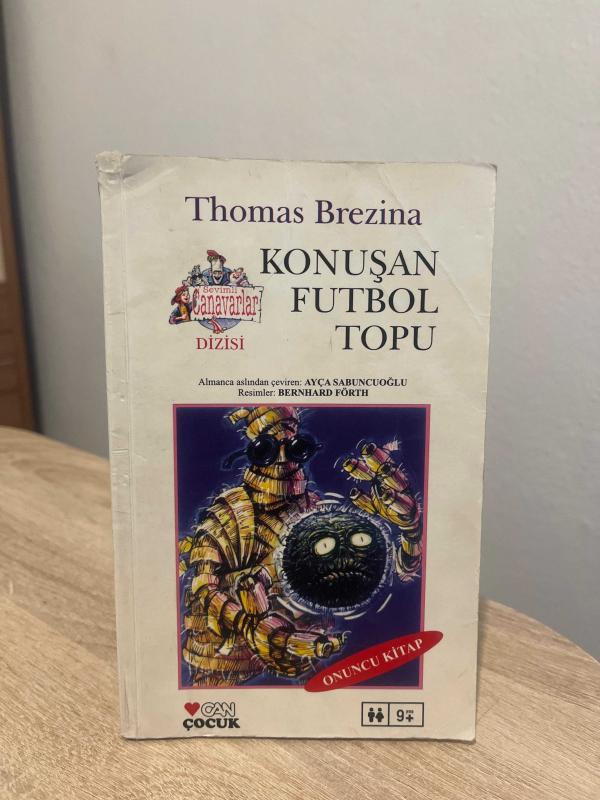 Thomas Brezina
Sevimli
Canavarlar
DİZİSİ
KONUŞAN
FUTBOL
TOPU
Almanca aslından çeviren: AYÇA SABUNCUOĞLU
Resimler: BERNHARD FÖRTH
ONUNCU KİTAP
CAN
ÇOCUK
9+ yaş